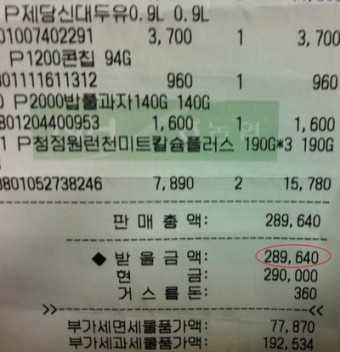 P제당신대두유0.9L 0.9L
01007402291 3,700 1 3,700
P1200콘칩 94G
801111611312 960 1 960
0 P2000밥풀과자140G 140G
801204400953 1,600 1 1,600
1 P청정원런천미트칼슘플러스 190G*3 190G
8801052738246 7,890 2 15,780
판 매 총 액: 289,640
◆ 받 을 금 액: 289,640
현 금: 290,000
거 스 름 돈: 360
부가세면세물품가액: 77,870
부가세과세물품가액: 192,534